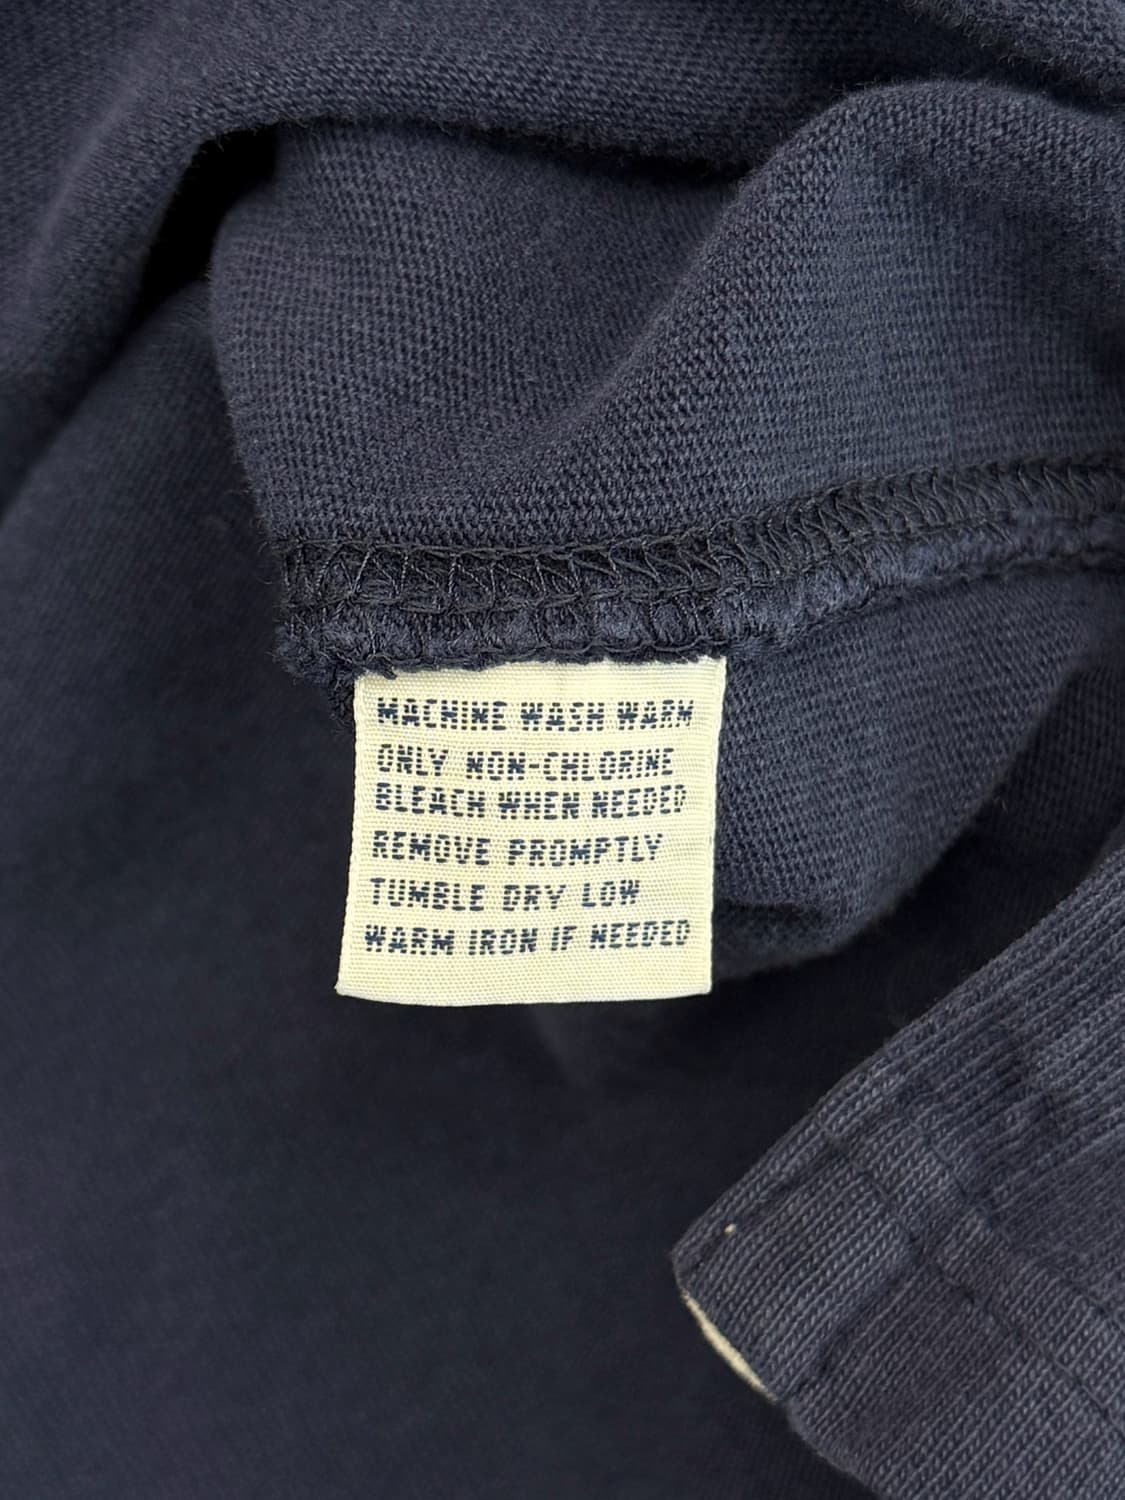 MACHINE WASH WARM
ONLY NON-CHLORINE
BLEACH WHEN NEEDED
REMOVE PROMPTLY
TUMBLE DRY LOW
WARM IRON IF NEEDED